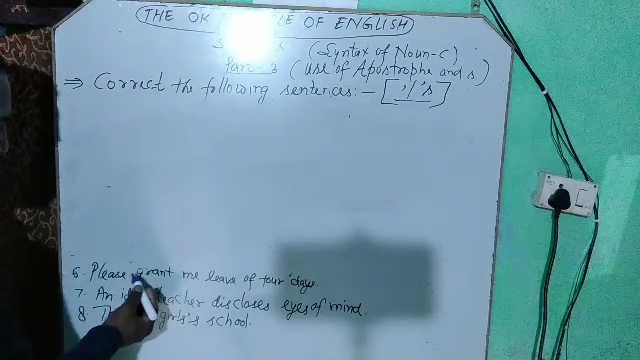 THE OK OF ENGLISH
(Syntax of Noun-C)
(Use of Apostrophe and s)
⇒ Correct the following sentences:- ['/'s]
6. Please grant me leave of four days.
7. An teacher discloses eyes of mind.
8. girls's school.